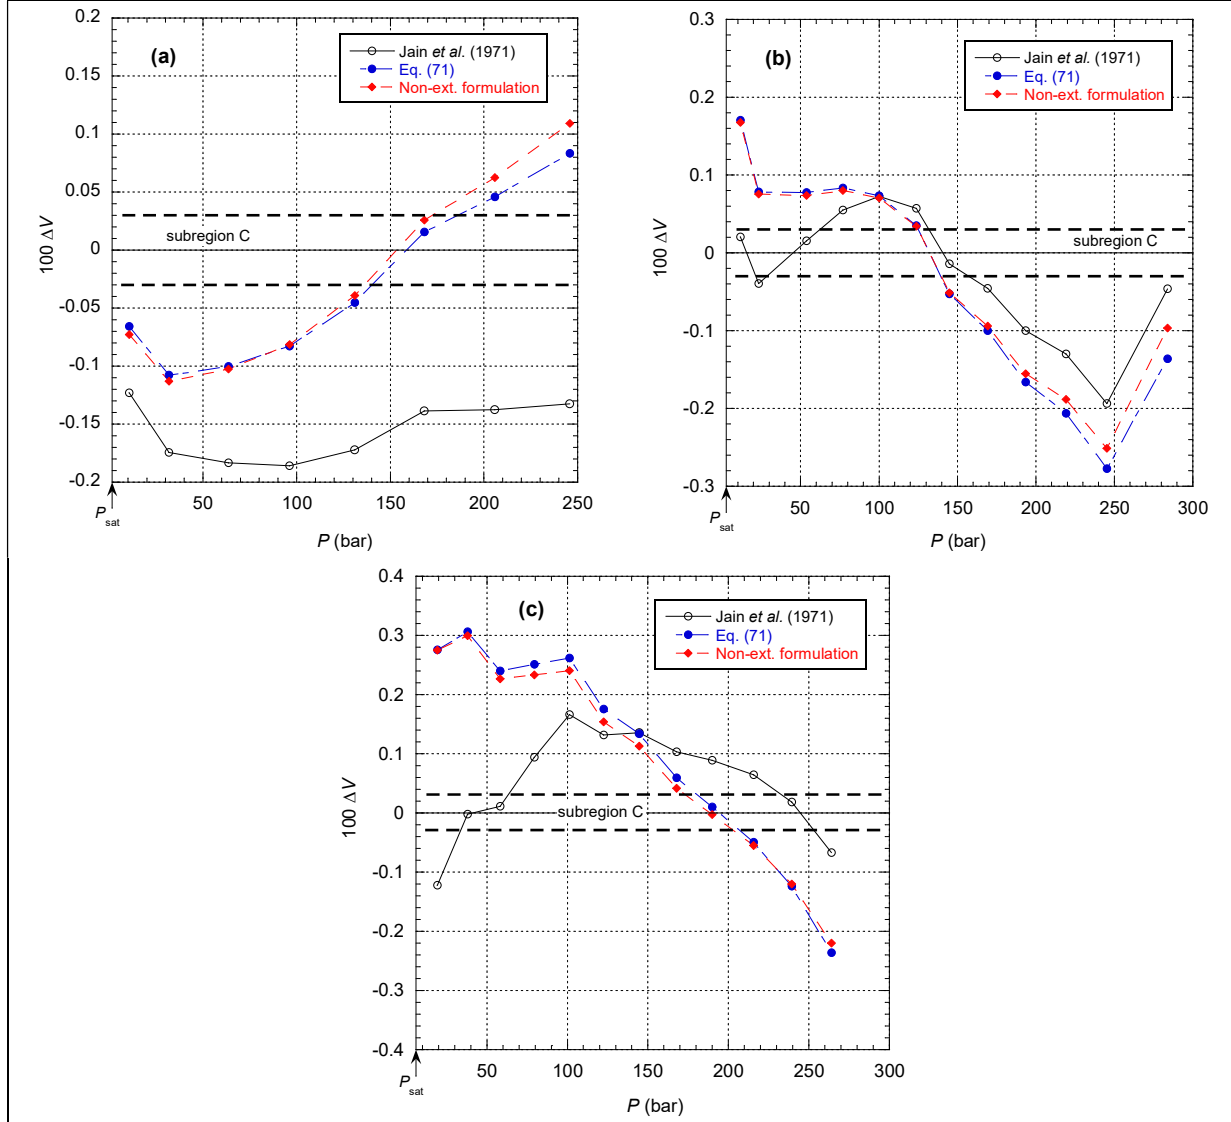 (a)
Jain et al. (1971)
Eq. (71)
Non-ext. formulation
0.2
0.15
0.1
0.05
0
-0.05
-0.1
-0.15
-0.2
100 ΔV
subregion C
50
100
150
200
250
P_sat
P (bar)
(b)
Jain et al. (1971)
Eq. (71)
Non-ext. formulation
0.3
0.2
0.1
0
-0.1
-0.2
-0.3
100 ΔV
subregion C
50
100
150
200
250
300
P_sat
P (bar)
(c)
Jain et al. (1971)
Eq. (71)
Non-ext. formulation
0.4
0.3
0.2
0.1
0
-0.1
-0.2
-0.3
-0.4
100 ΔV
subregion C
50
100
150
200
250
300
P_sat
P (bar)